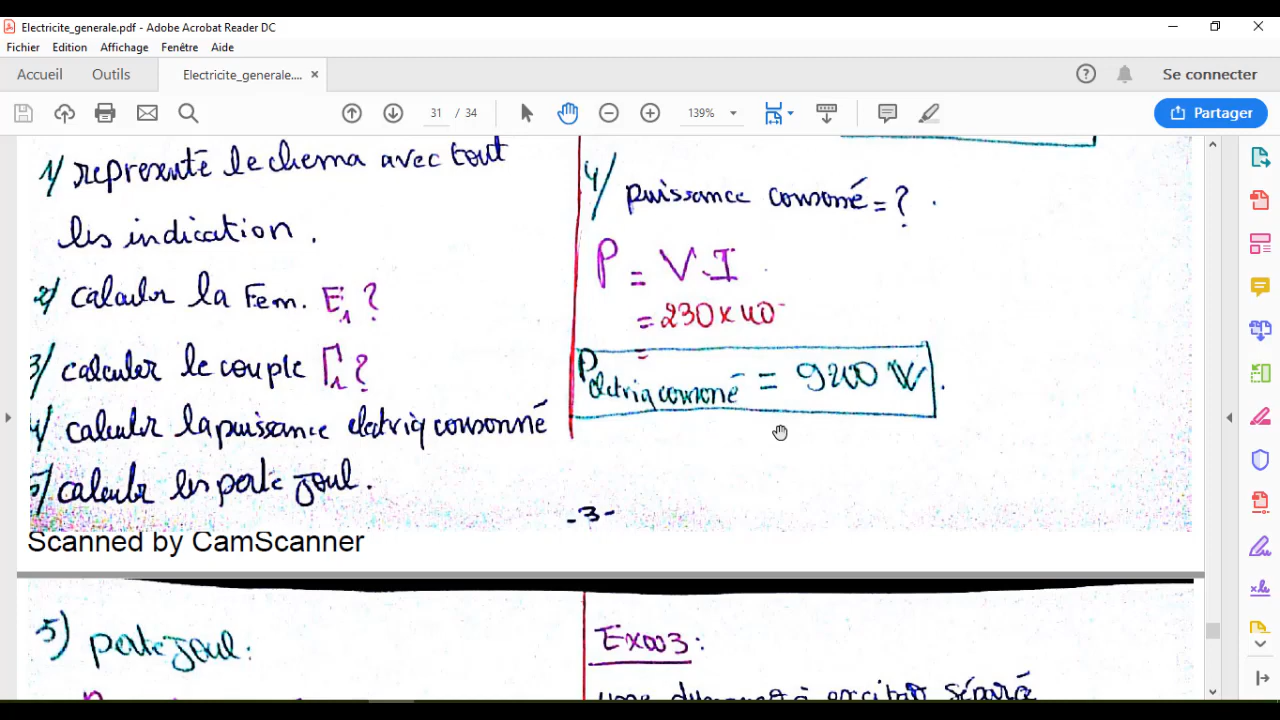 Electricite_generale.pdf - Adobe Acrobat Reader DC
Fichier Edition Affichage Fenêtre Aide
Accueil Outils Electricite_generale.... × Se connecter
31 / 34 139% Partager
1/ represente le chema avec tout
les indication .
2/ calculer la Fem. E1 ?
3/ calculer le couple Γ1 ?
4/ calculer la puissance electriq consonné
5/ calculer les perte joul .
4/ puissance consomé = ? .
P = V.I
= 230 x 40
=
P electriq consomé = 9200 W .
-3-
Scanned by CamScanner
5) perte joul :
Exo03 :